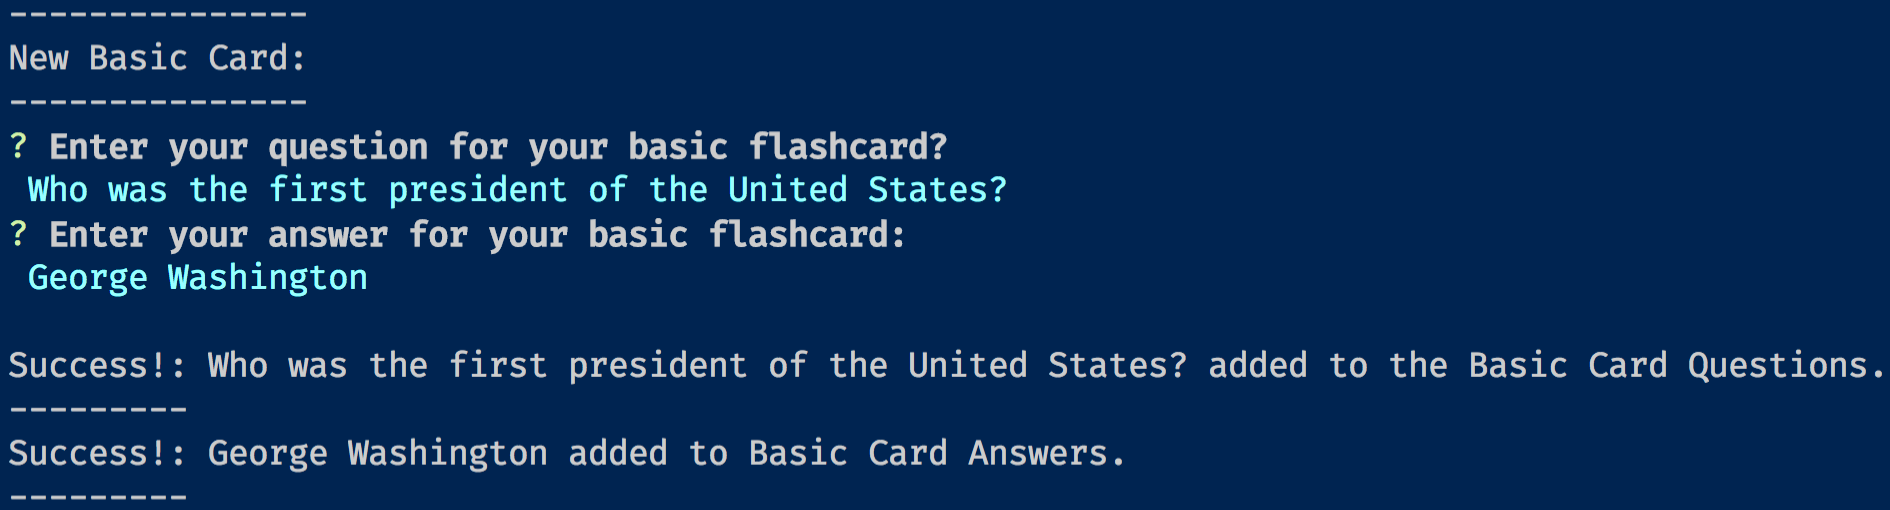 ---------------
New Basic Card:
---------------
? Enter your question for your basic flashcard?
 Who was the first president of the United States?
? Enter your answer for your basic flashcard:
 George Washington

Success!: Who was the first president of the United States? added to the Basic Card Questions.
---------
Success!: George Washington added to Basic Card Answers.
---------